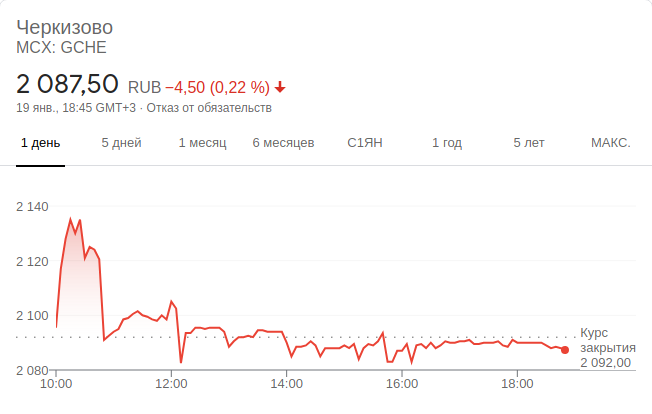 Черкизово
MCX: GCHE
2 087,50 RUB −4,50 (0,22 %)
19 янв., 18:45 GMT+3 · Отказ от обязательств
1 день 5 дней 1 месяц 6 месяцев С1ЯН 1 год 5 лет МАКС.
2 140
2 120
2 100
Курс
закрытия
2 092,00
2 080
10:00 12:00 14:00 16:00 18:00